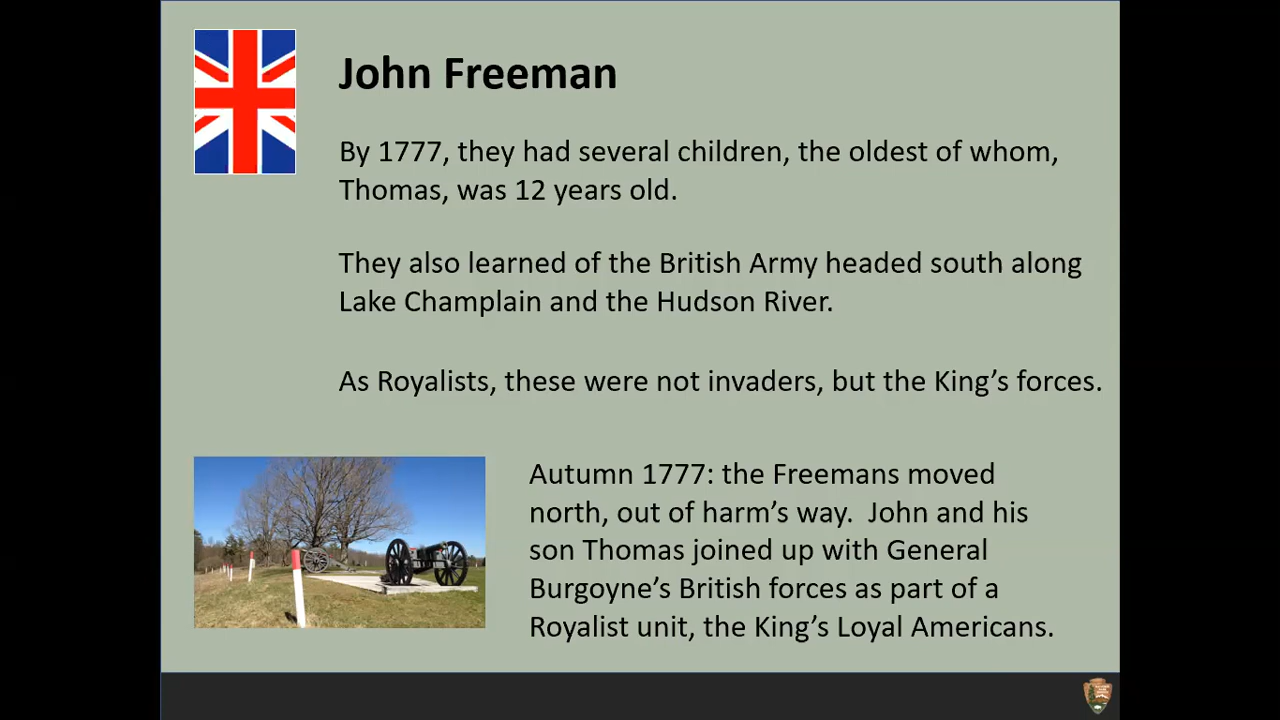 John Freeman
By 1777, they had several children, the oldest of whom,
Thomas, was 12 years old.
They also learned of the British Army headed south along
Lake Champlain and the Hudson River.
As Royalists, these were not invaders, but the King’s forces.
Autumn 1777: the Freemans moved
north, out of harm’s way.  John and his
son Thomas joined up with General
Burgoyne’s British forces as part of a
Royalist unit, the King’s Loyal Americans.